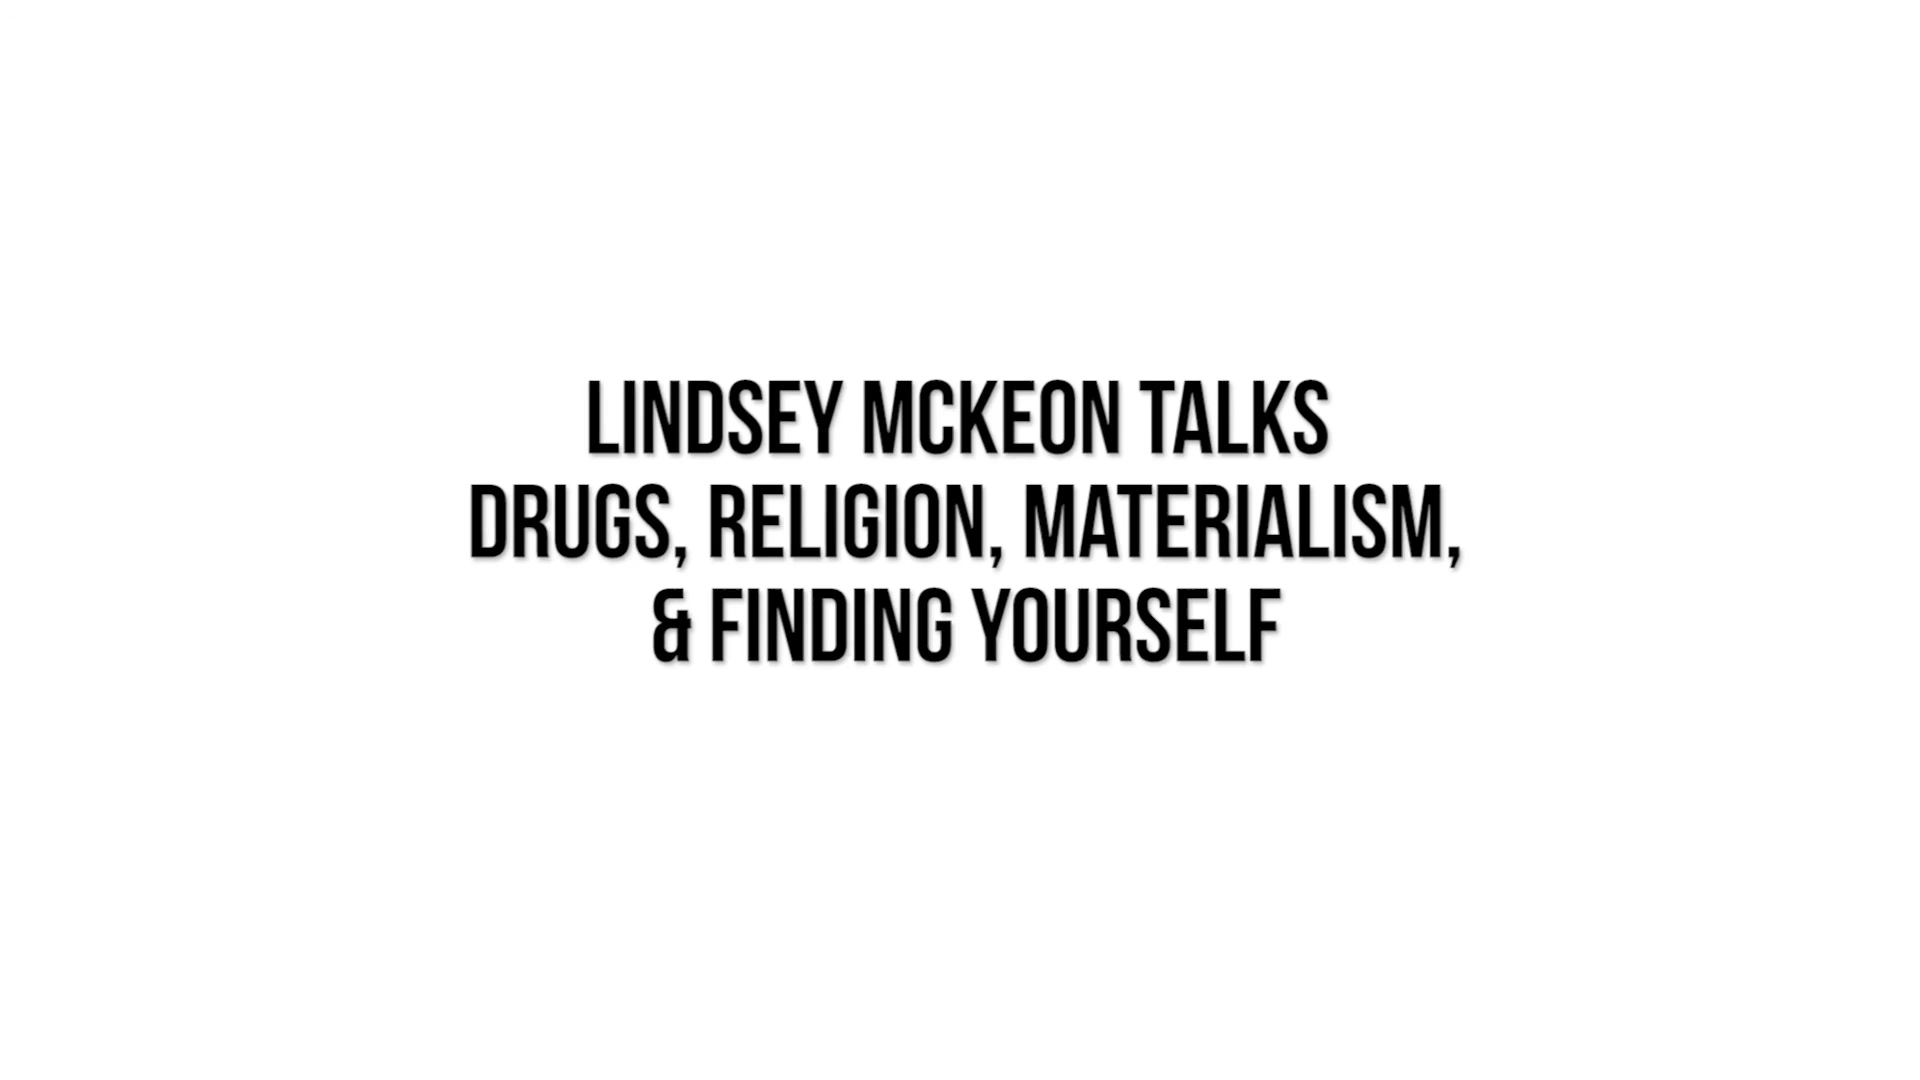 LINDSEY MCKEON TALKS
DRUGS, RELIGION, MATERIALISM,
& FINDING YOURSELF